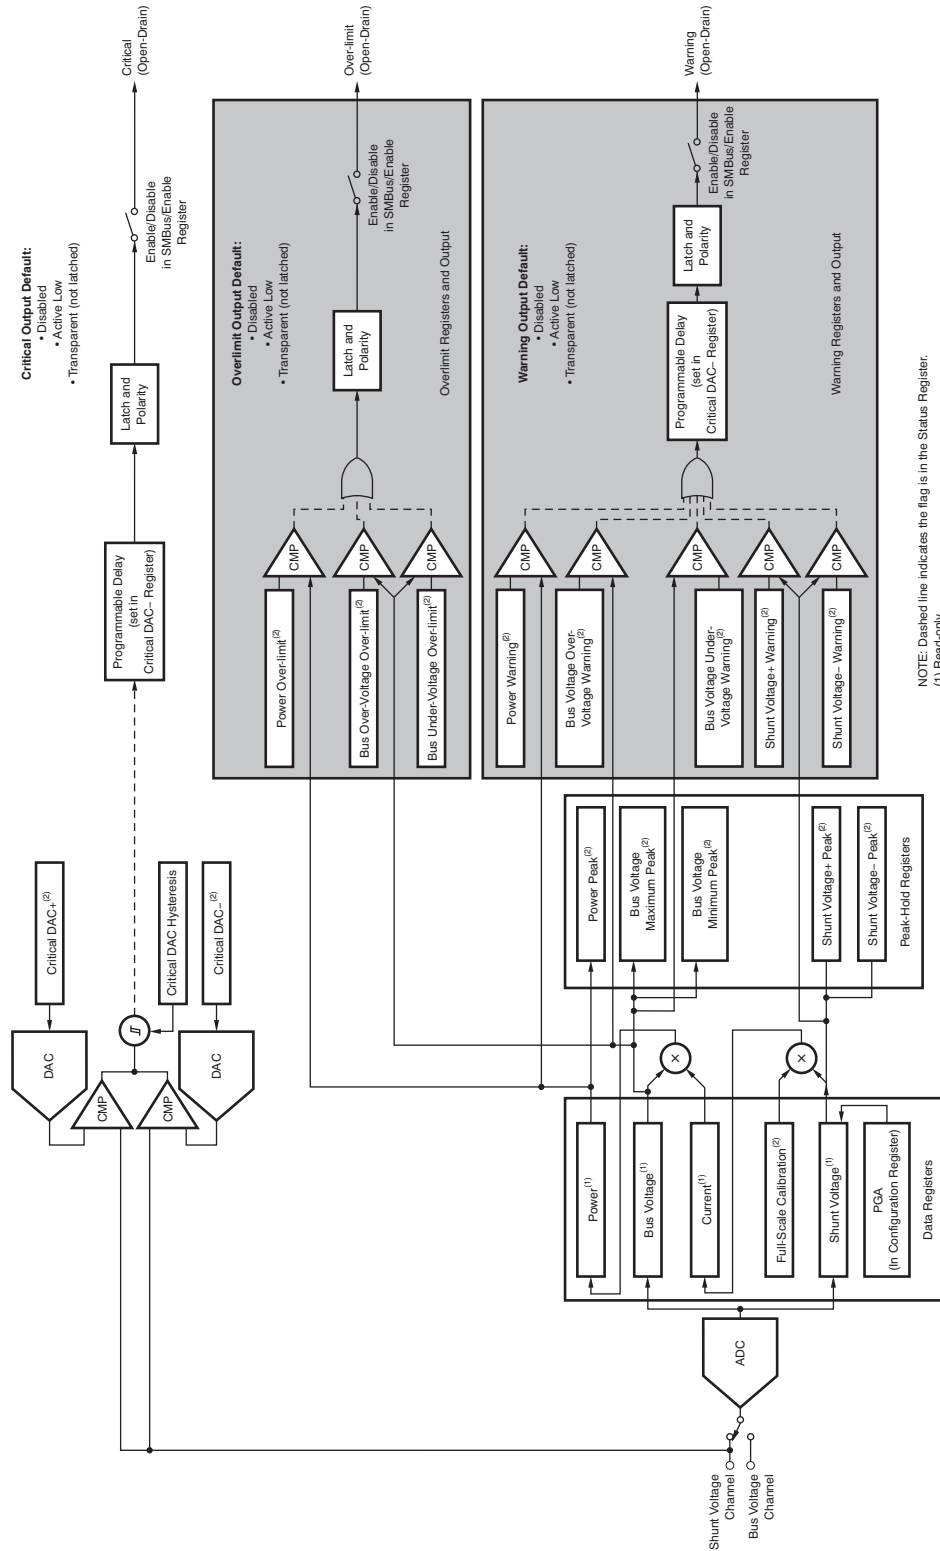 Critical Output Default:
• Disabled
• Active Low
• Transparent (not latched)
Critical DAC+(2)
DAC
CMP
CMP
DAC
Critical DAC Hysteresis
Critical DAC–(2)
Programmable Delay
(set in
Critical DAC– Register)
Latch and
Polarity
Enable/Disable
in SMBus/Enable
Register
Critical
(Open-Drain)
Overlimit Output Default:
• Disabled
• Active Low
• Transparent (not latched)
Power Over-limit(2)
CMP
Bus Over-Voltage Over-limit(2)
CMP
Bus Under-Voltage Over-limit(2)
CMP
Latch and
Polarity
Enable/Disable
in SMBus/Enable
Register
Over-limit
(Open-Drain)
Overlimit Registers and Output
Warning Output Default:
• Disabled
• Active Low
• Transparent (not latched)
Power Warning(2)
CMP
Bus Voltage Over-
Voltage Warning(2)
CMP
Bus Voltage Under-
Voltage Warning(2)
CMP
Shunt Voltage+ Warning(2)
CMP
Shunt Voltage– Warning(2)
CMP
Programmable Delay
(set in
Critical DAC– Register)
Latch and
Polarity
Enable/Disable
in SMBus/Enable
Register
Warning
(Open-Drain)
Warning Registers and Output
Power Peak(2)
Bus Voltage
Maximum Peak(2)
Bus Voltage
Minimum Peak(2)
Shunt Voltage+ Peak(2)
Shunt Voltage– Peak(2)
Peak-Hold Registers
×
×
Power(1)
Bus Voltage(1)
Current(1)
Full-Scale Calibration(2)
Shunt Voltage(1)
PGA
(In Configuration Register)
Data Registers
ADC
Shunt Voltage
Channel
Bus Voltage
Channel
NOTE: Dashed line indicates the flag is in the Status Register.
(1) Read-only